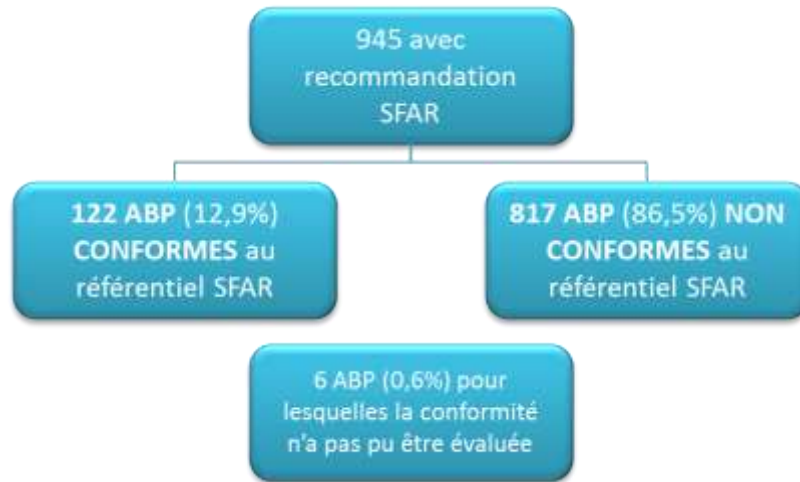 945 avec
recommandation
SFAR
122 ABP (12,9%)
CONFORMES au
référentiel SFAR
817 ABP (86,5%) NON
CONFORMES au
référentiel SFAR
6 ABP (0,6%) pour
lesquelles la conformité
n'a pas pu être évaluée